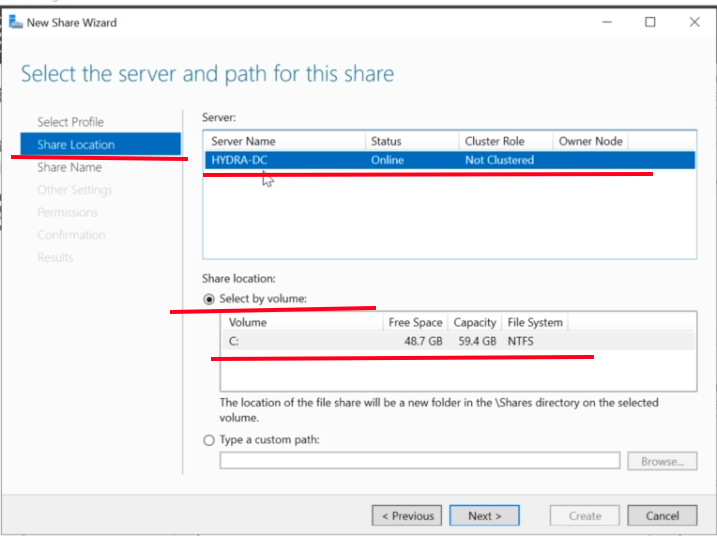 New Share Wizard
Select the server and path for this share
Select Profile
Share Location
Share Name
Other Settings
Permissions
Confirmation
Results
Server:
Server Name Status Cluster Role Owner Node
HYDRA-DC Online Not Clustered
Share location:
Select by volume:
Volume Free Space Capacity File System
C: 48.7 GB 59.4 GB NTFS
The location of the file share will be a new folder in the \Shares directory on the selected
volume.
Type a custom path:
Browse...
< Previous Next > Create Cancel